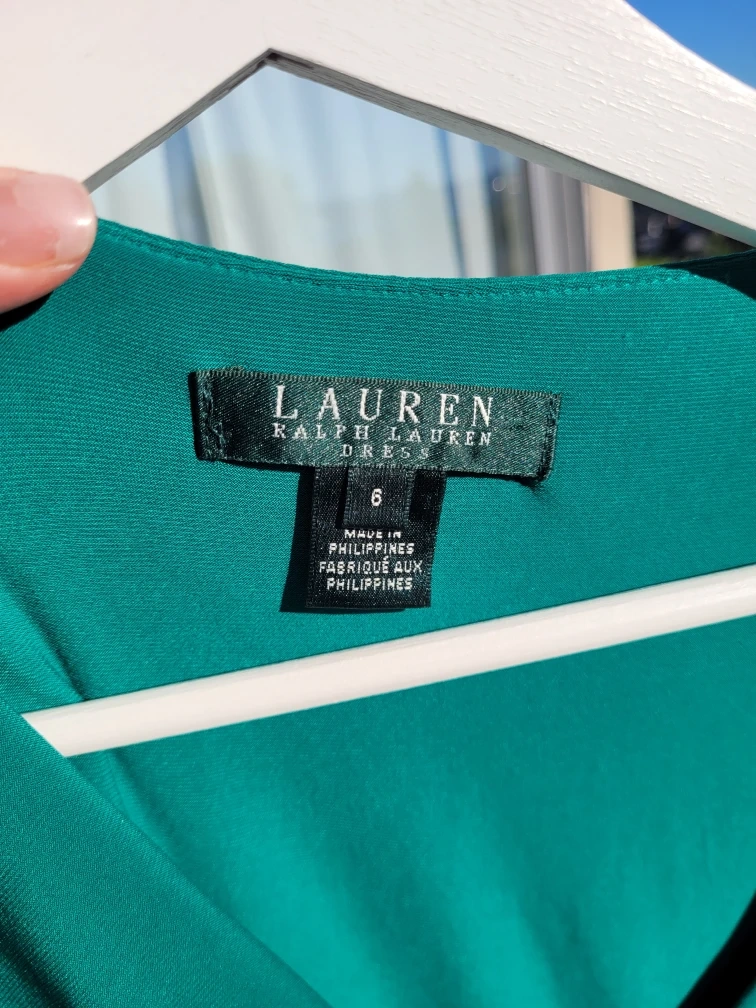 LAUREN
RALPH LAUREN
DRESS
6
MADE IN
PHILIPPINES
FABRIQUÉ AUX
PHILIPPINES